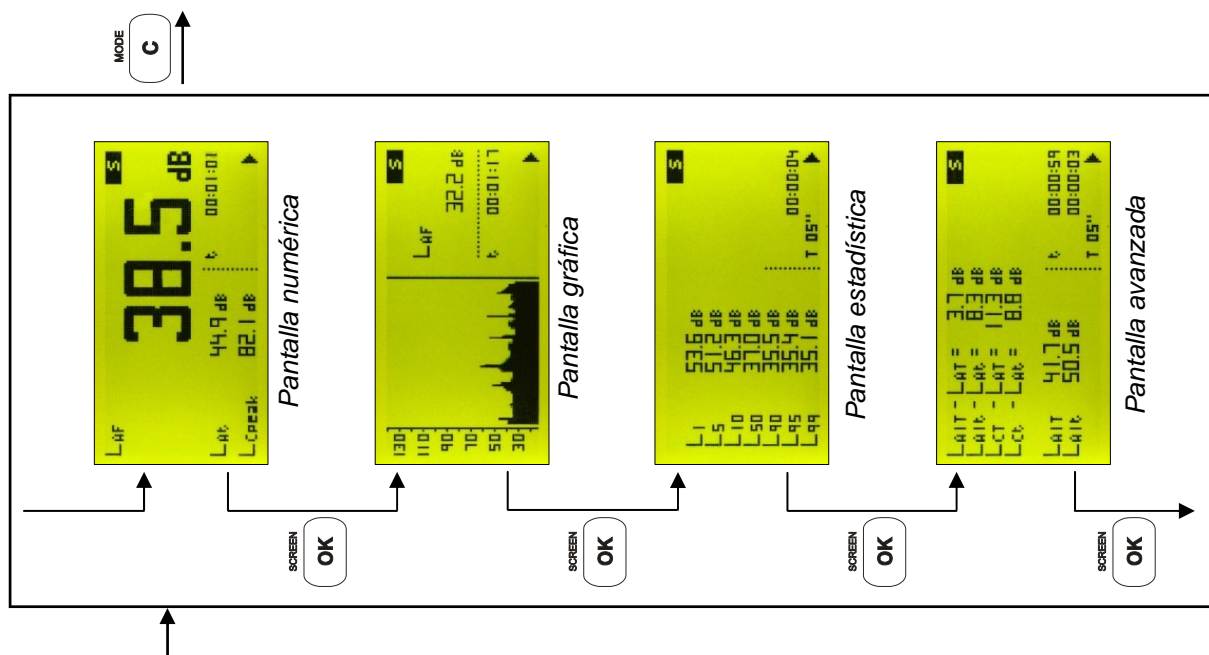 MODE
C
S
LAF
38.5 dB
LAt 44.9 dB t 00:01:01
LCpeak 82.1 dB
Pantalla numérica
SCREEN
OK
S
130
110
90
70
50
30
LAF
32.2 dB
00:01:17
Pantalla gráfica
SCREEN
OK
S
L1 53.6 dB
L5 51.2 dB
L10 46.3 dB
L50 37.0 dB
L90 35.5 dB
L95 35.4 dB
L99 35.1 dB
T 05" 00:00:04
Pantalla estadística
SCREEN
OK
S
LAIT - LAT = 3.7 dB
LAIt - LAt = 3.8 dB
LCT - LAT = 13.1 dB
LCt - LAt = 8.8 dB
LAIT 41.7 dB t 00:00:59
LAIt 50.5 dB T 05" 00:00:03
Pantalla avanzada
SCREEN
OK